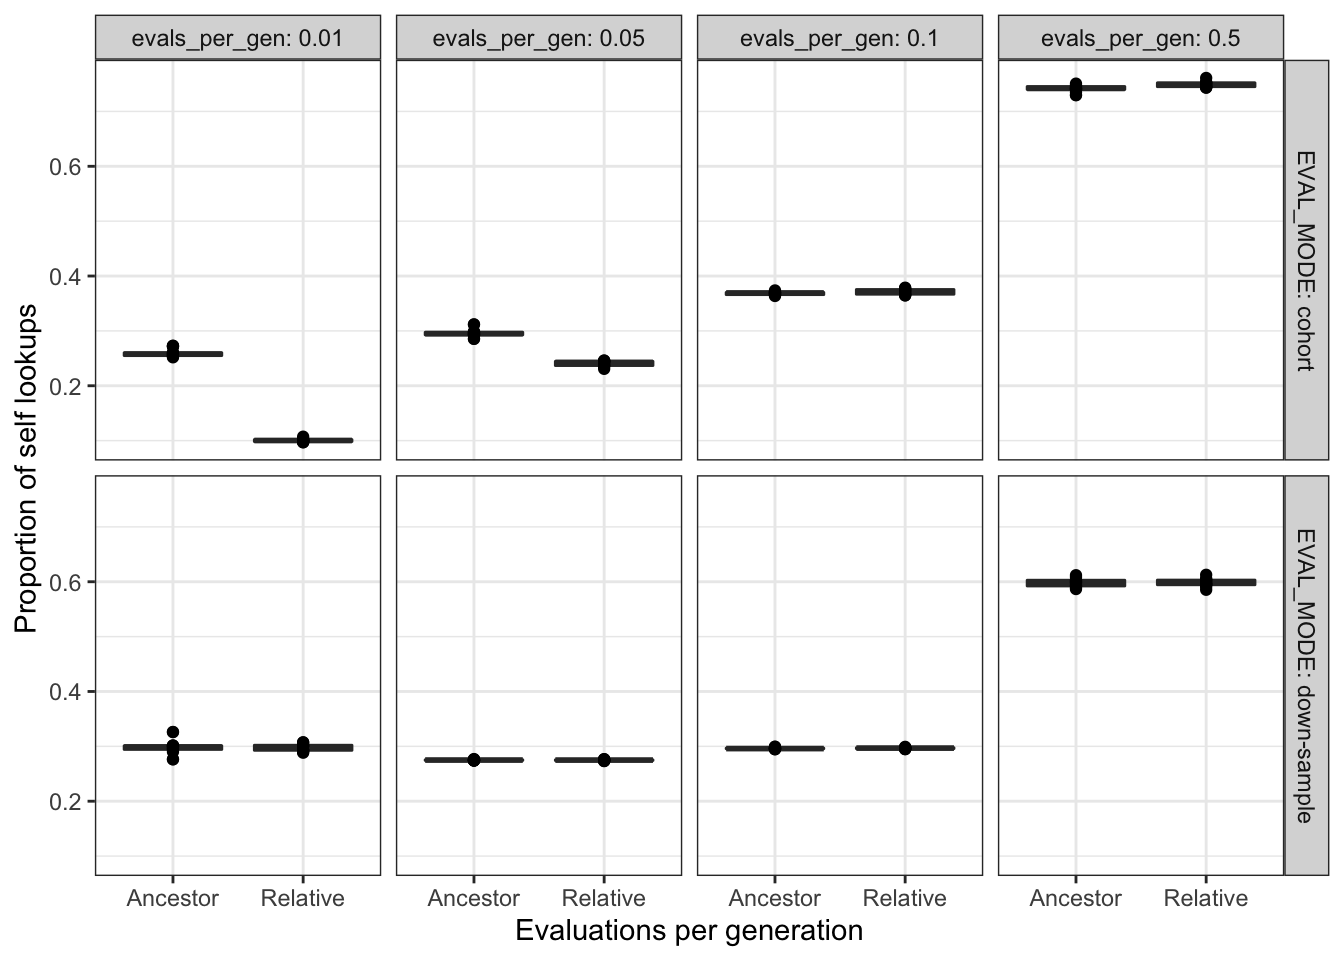 evals_per_gen: 0.01
evals_per_gen: 0.05
evals_per_gen: 0.1
evals_per_gen: 0.5
Proportion of self lookups
0.6
0.4
0.2
EVAL_MODE: cohort
0.6
0.4
0.2
EVAL_MODE: down-sample
Ancestor Relative
Ancestor Relative
Ancestor Relative
Ancestor Relative
Evaluations per generation